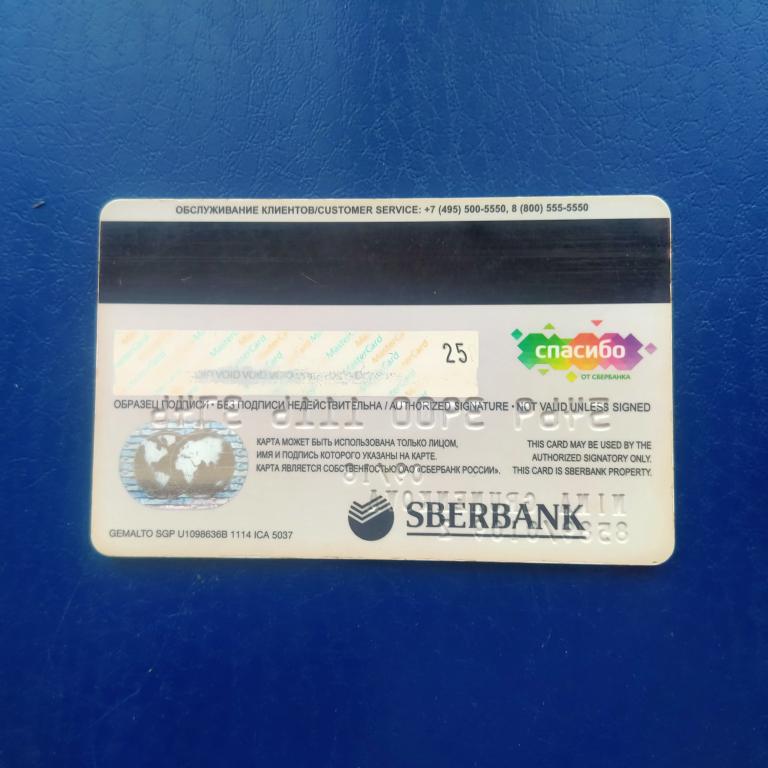 ОБСЛУЖИВАНИЕ КЛИЕНТОВ/CUSTOMER SERVICE: +7 (495) 500-5550, 8 (800) 555-5550
MasterCard MasterCard MasterCard
25
спасибо
ОТ СБЕРБАНКА
ОБРАЗЕЦ ПОДПИСИ • БЕЗ ПОДПИСИ НЕДЕЙСТВИТЕЛЬНА / AUTHORIZED SIGNATURE • NOT VALID UNLESS SIGNED
КАРТА МОЖЕТ БЫТЬ ИСПОЛЬЗОВАНА ТОЛЬКО ЛИЦОМ,
ИМЯ И ПОДПИСЬ КОТОРОГО УКАЗАНЫ НА КАРТЕ.
КАРТА ЯВЛЯЕТСЯ СОБСТВЕННОСТЬЮ ОАО «СБЕРБАНК РОССИИ».
THIS CARD MAY BE USED BY THE
AUTHORIZED SIGNATORY ONLY.
THIS CARD IS SBERBANK PROPERTY.
SBERBANK
GEMALTO SGP U1098636B 1114 ICA 5037